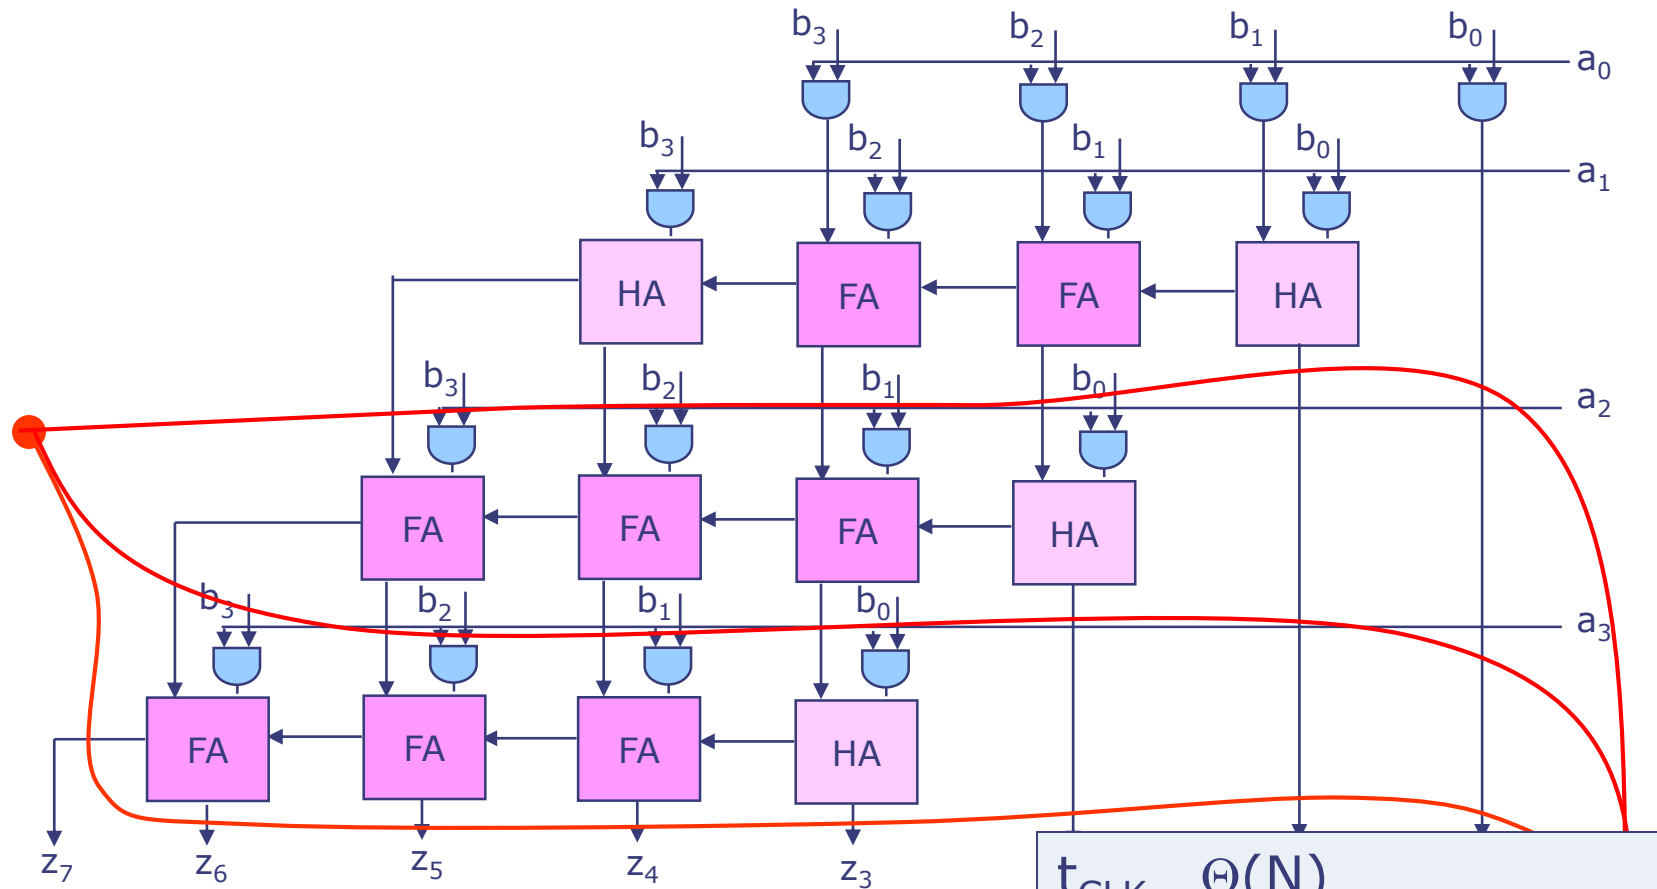 b₃ b₂ b₁ b₀
a₀
b₃ b₂ b₁ b₀
a₁
HA FA FA HA
b₃ b₂ b₁ b₀
a₂
FA FA FA HA
b₃ b₂ b₁ b₀
a₃
FA FA FA HA
z₇ z₆ z₅ z₄ z₃
t_CLK Θ(N)